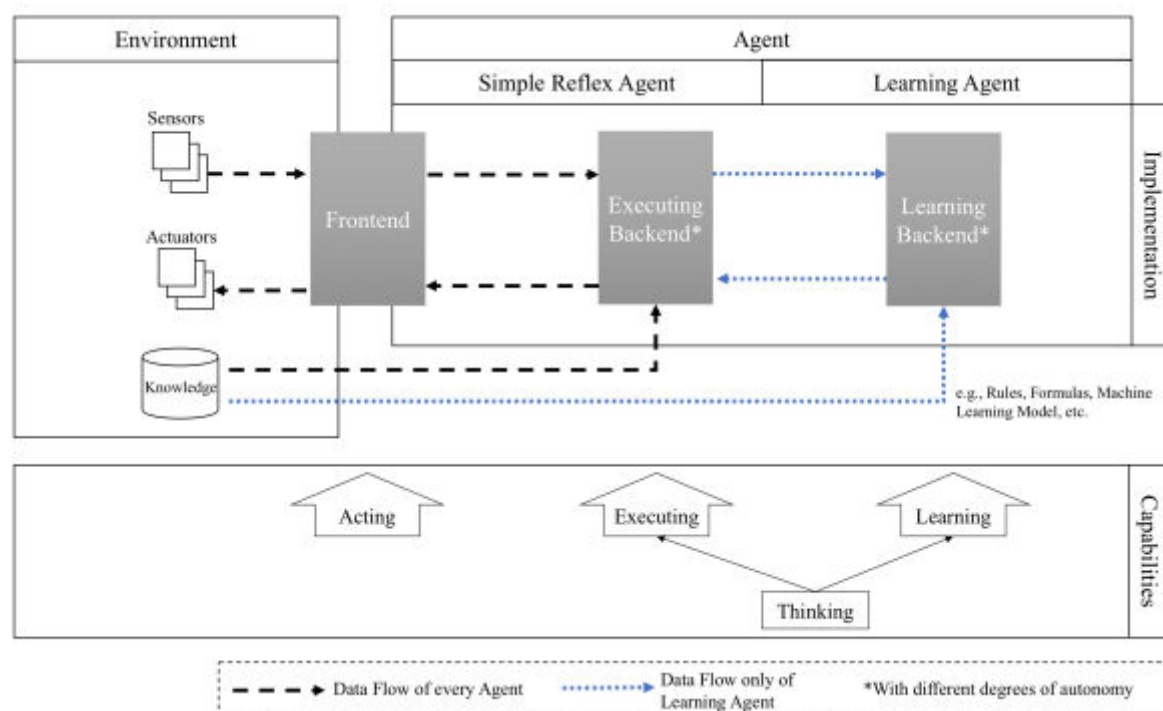 Environment
Agent
Simple Reflex Agent
Learning Agent
Sensors
Actuators
Knowledge
Frontend
Executing
Backend*
Learning
Backend*
Implementation
e.g., Rules, Formulas, Machine
Learning Model, etc.
Acting
Executing
Learning
Thinking
Capabilities
Data Flow of every Agent
Data Flow only of
Learning Agent
*With different degrees of autonomy